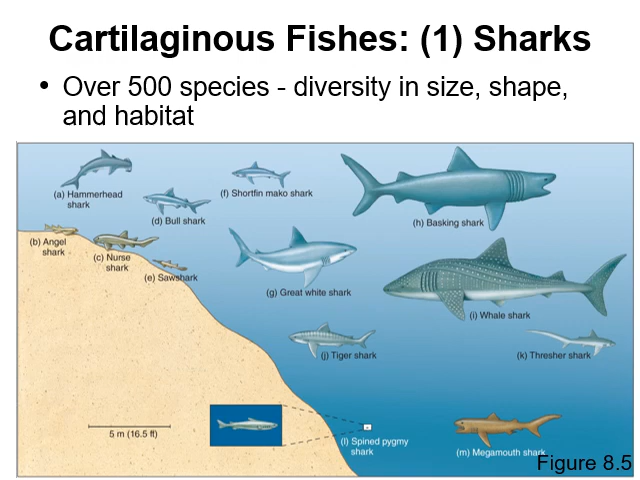 Cartilaginous Fishes: (1) Sharks
• Over 500 species - diversity in size, shape,
and habitat
(a) Hammerhead
shark
(f) Shortfin mako shark
(d) Bull shark
(h) Basking shark
(b) Angel
shark
(c) Nurse
shark
(e) Sawshark
(g) Great white shark
(i) Whale shark
(j) Tiger shark
(k) Thresher shark
5 m (16.5 ft)
(l) Spined pygmy
shark
(m) Megamouth shark
Figure 8.5